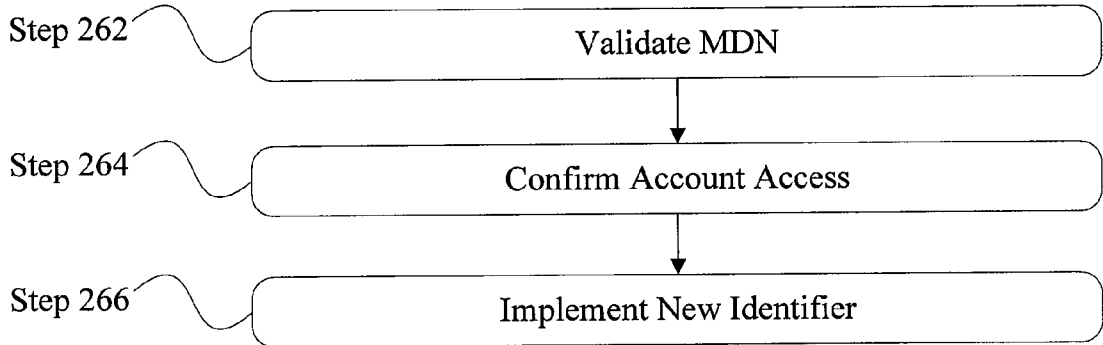 Step 262
Validate MDN
Step 264
Confirm Account Access
Step 266
Implement New Identifier